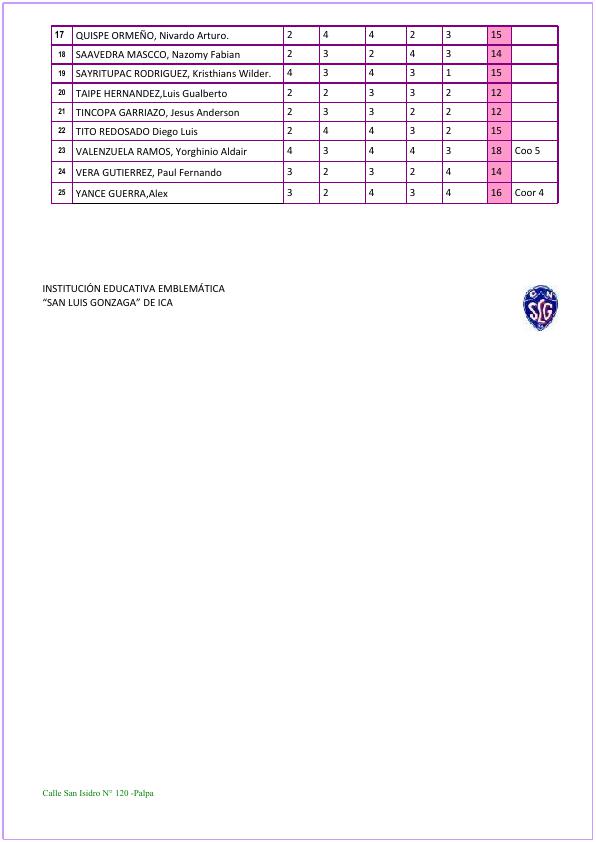 17 QUISPE ORMEÑO, Nivardo Arturo. 2 4 4 2 3 15
18 SAAVEDRA MASCCO, Nazomy Fabian 2 3 2 4 3 14
19 SAYRITUPAC RODRIGUEZ, Kristhians Wilder. 4 3 4 3 1 15
20 TAIPE HERNANDEZ,Luis Gualberto 2 2 3 3 2 12
21 TINCOPA GARRIAZO, Jesus Anderson 2 3 3 2 2 12
22 TITO REDOSADO Diego Luis 2 4 4 3 2 15
23 VALENZUELA RAMOS, Yorghinio Aldair 4 3 4 4 3 18 Coo 5
24 VERA GUTIERREZ, Paul Fernando 3 2 3 2 4 14
25 YANCE GUERRA,Alex 3 2 4 3 4 16 Coor 4
INSTITUCIÓN EDUCATIVA EMBLEMÁTICA
“SAN LUIS GONZAGA” DE ICA
C N
SLG
Calle San Isidro N° 120 -Palpa